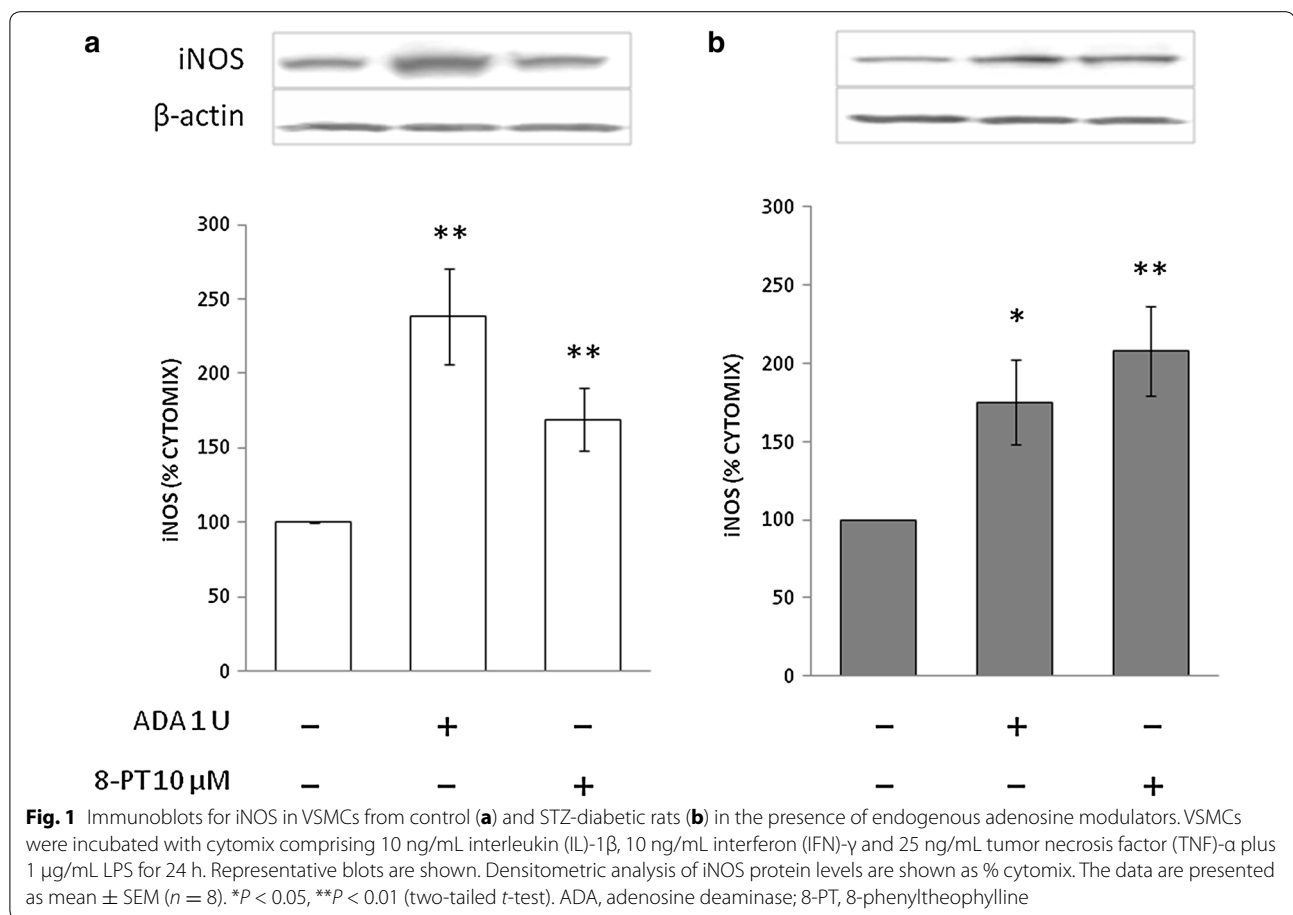 a
b
iNOS
β-actin
300
250
200
150
100
50
0
iNOS (% CYTOMIX)
**
**
300
250
200
150
100
50
0
iNOS (% CYTOMIX)
*
**
ADA 1 U − + − − + −
8-PT10 µM − − + − − +
Fig. 1 Immunoblots for iNOS in VSMCs from control (a) and STZ-diabetic rats (b) in the presence of endogenous adenosine modulators. VSMCs
were incubated with cytomix comprising 10 ng/mL interleukin (IL)-1β, 10 ng/mL interferon (IFN)-γ and 25 ng/mL tumor necrosis factor (TNF)-α plus
1 µg/mL LPS for 24 h. Representative blots are shown. Densitometric analysis of iNOS protein levels are shown as % cytomix. The data are presented
as mean ± SEM (n = 8). *P < 0.05, **P < 0.01 (two-tailed t-test). ADA, adenosine deaminase; 8-PT, 8-phenyltheophylline